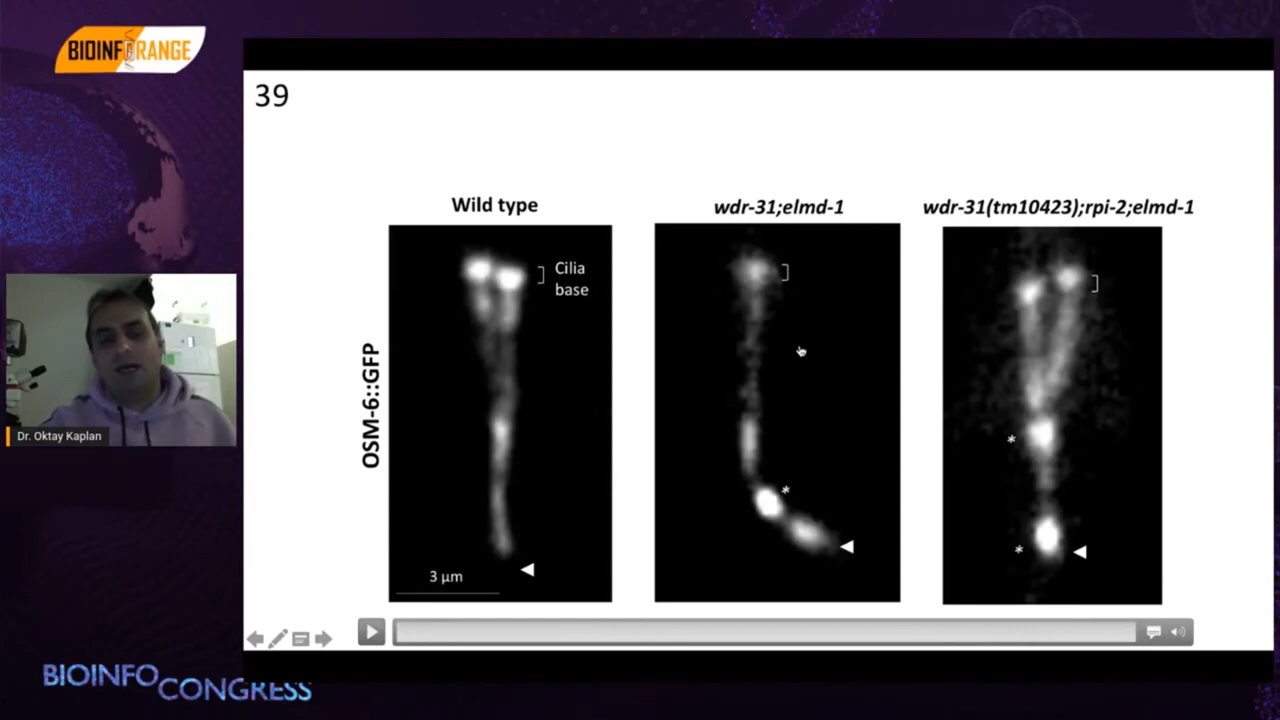 BIOINFORANGE
39
Wild type
wdr-31;elmd-1
wdr-31(tm10423);rpi-2;elmd-1
Cilia
base
]
]
]
OSM-6::GFP
*
*
*
3 µm
Dr. Oktay Kaplan
BIOINFO
CONGRESS